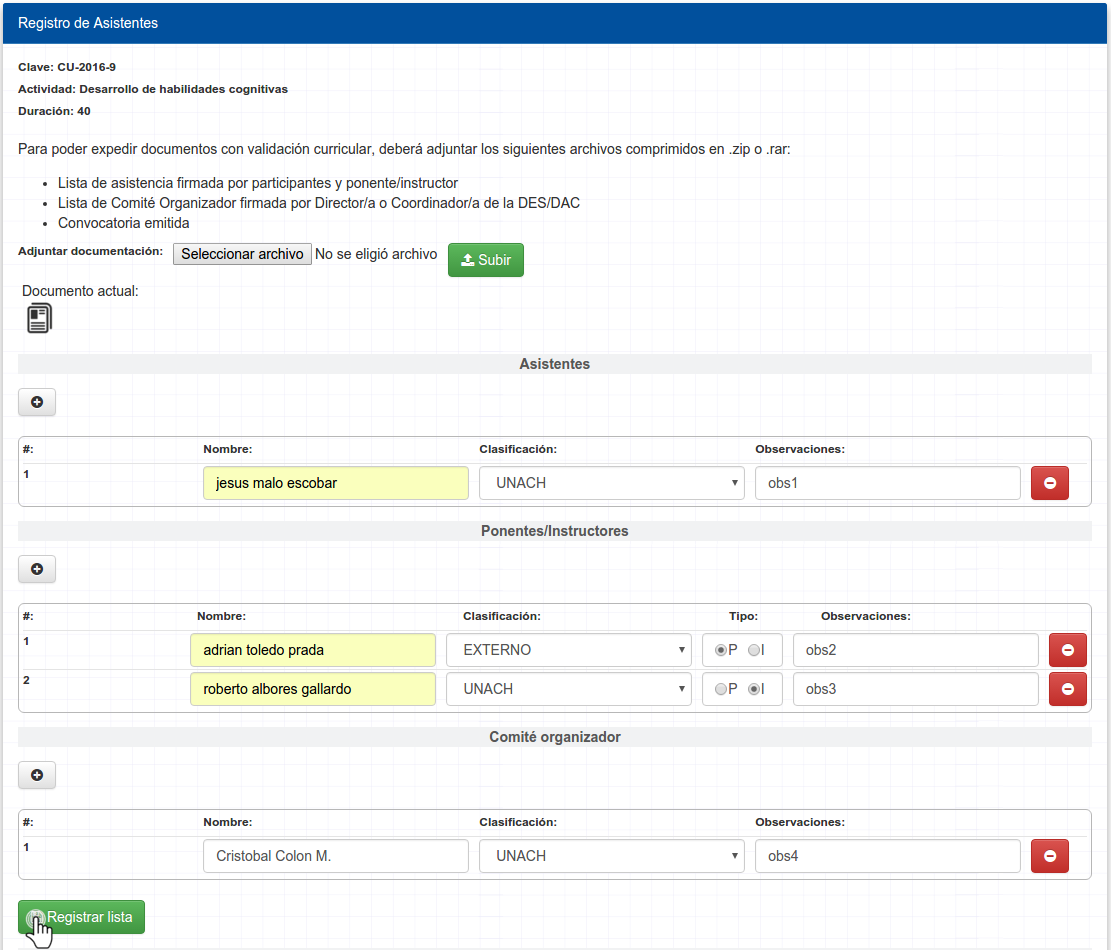 Registro de Asistentes
Clave: CU-2016-9
Actividad: Desarrollo de habilidades cognitivas
Duración: 40
Para poder expedir documentos con validación curricular, deberá adjuntar los siguientes archivos comprimidos en .zip o .rar:
• Lista de asistencia firmada por participantes y ponente/instructor
• Lista de Comité Organizador firmada por Director/a o Coordinador/a de la DES/DAC
• Convocatoria emitida
Adjuntar documentación: Seleccionar archivo No se eligió archivo Subir
Documento actual:
Asistentes
#: Nombre: Clasificación: Observaciones:
1 jesus malo escobar UNACH obs1
Ponentes/Instructores
#: Nombre: Clasificación: Tipo: Observaciones:
1 adrian toledo prada EXTERNO P I obs2
2 roberto albores gallardo UNACH P I obs3
Comité organizador
#: Nombre: Clasificación: Observaciones:
1 Cristobal Colon M. UNACH obs4
Registrar lista